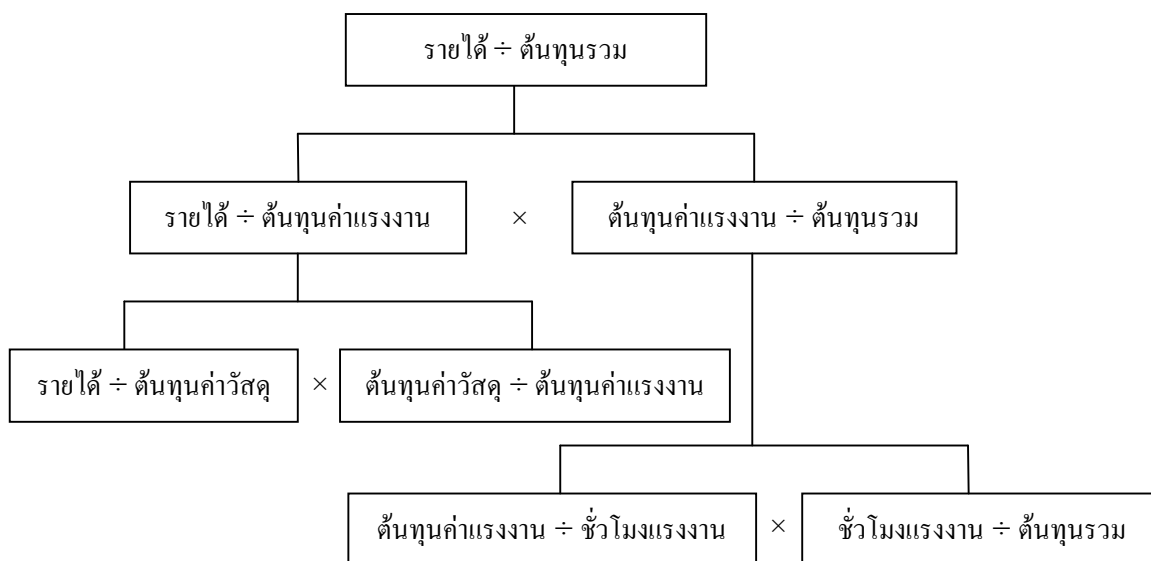 รายได้ ÷ ต้นทุนรวม
รายได้ ÷ ต้นทุนค่าแรงงาน × ต้นทุนค่าแรงงาน ÷ ต้นทุนรวม
รายได้ ÷ ต้นทุนค่าวัสดุ × ต้นทุนค่าวัสดุ ÷ ต้นทุนค่าแรงงาน
ต้นทุนค่าแรงงาน ÷ ชั่วโมงแรงงาน × ชั่วโมงแรงงาน ÷ ต้นทุนรวม